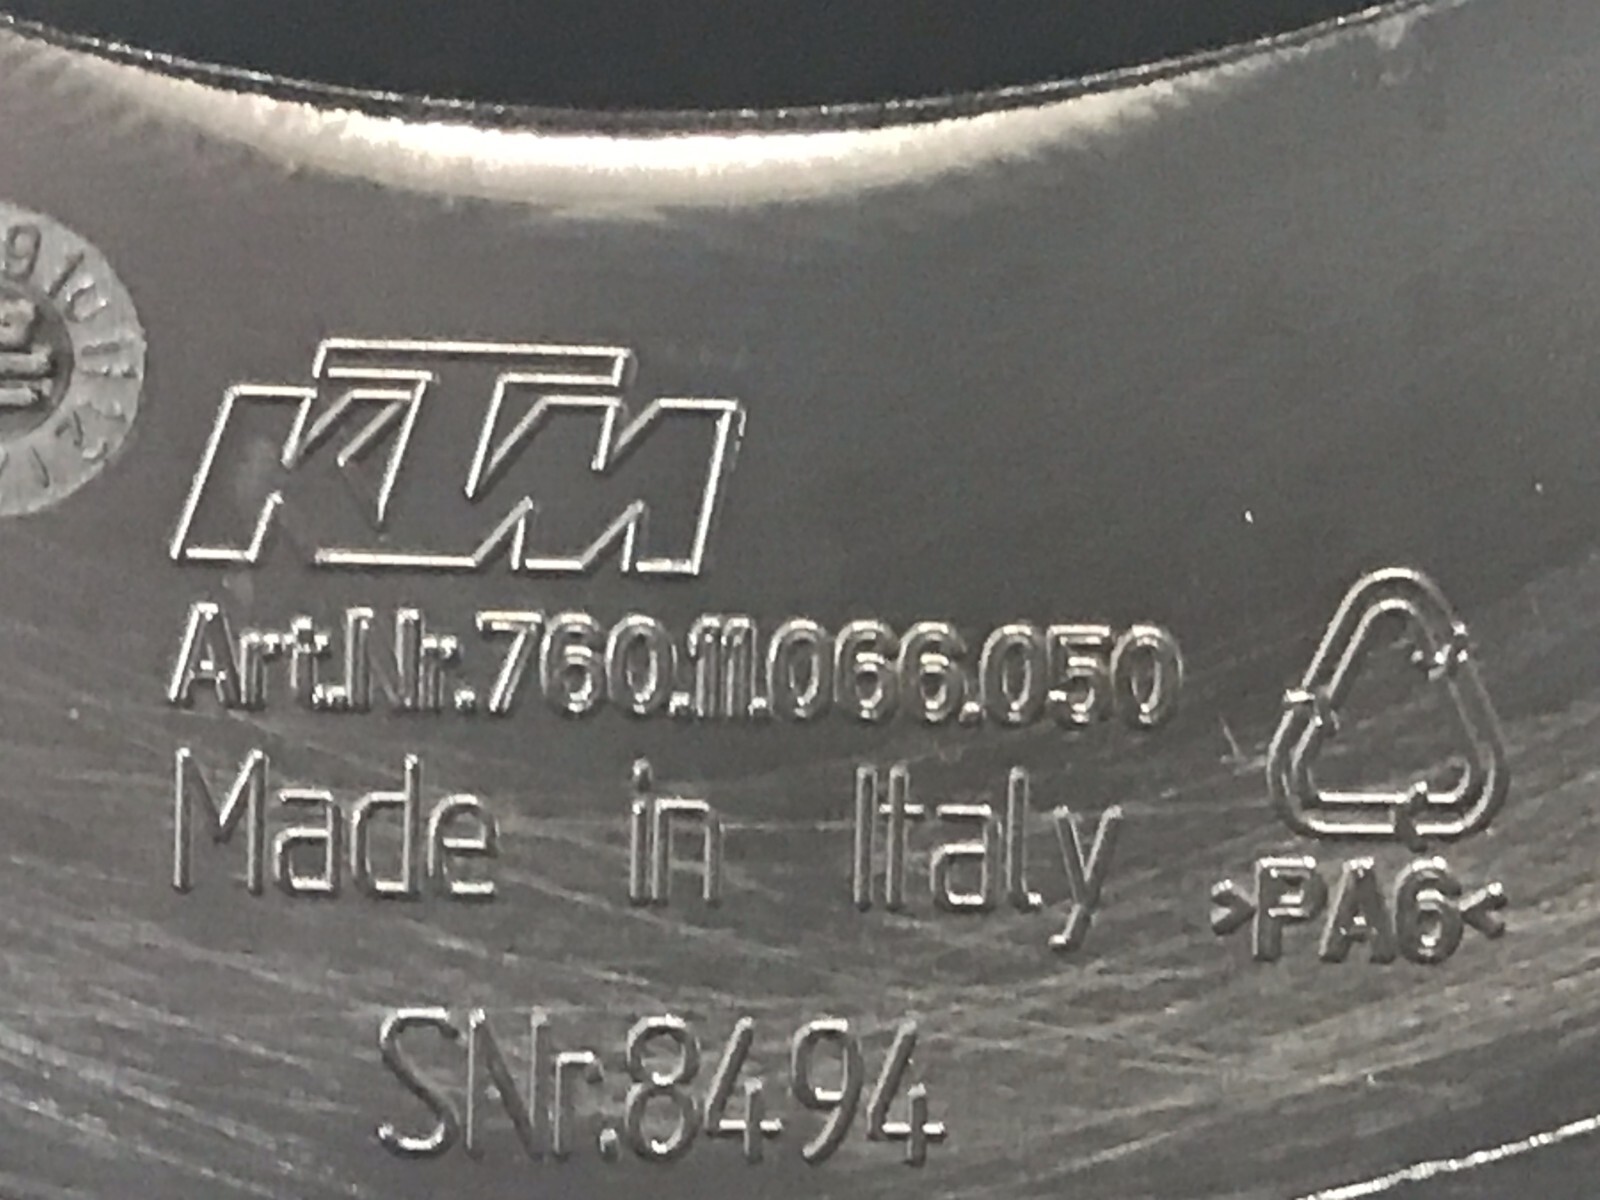 KTM
Art.Nr.760.11.066.050
Made in Italy
>PA6<
SNr.8494